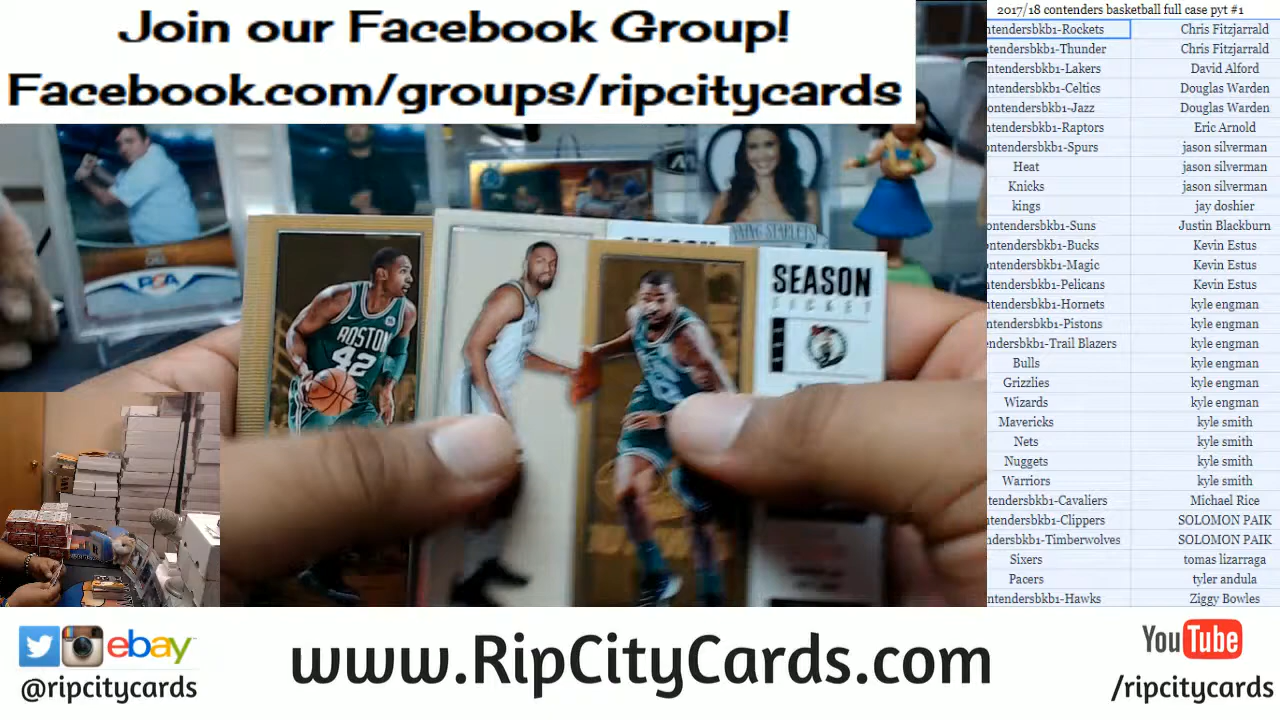 Join our Facebook Group!
Facebook.com/groups/ripcitycards
2017/18 contenders basketball full case pyt #1
ntendersbkb1-Rockets Chris Fitzjarrald
ntendersbkb1-Thunder Chris Fitzjarrald
ntendersbkb1-Lakers David Alford
ntendersbkb1-Celtics Douglas Warden
ontendersbkb1-Jazz Douglas Warden
ntendersbkb1-Raptors Eric Arnold
ntendersbkb1-Spurs jason silverman
Heat jason silverman
Knicks jason silverman
kings jay doshier
ontendersbkb1-Suns Justin Blackburn
ontendersbkb1-Bucks Kevin Estus
ontendersbkb1-Magic Kevin Estus
ntendersbkb1-Pelicans Kevin Estus
ntendersbkb1-Hornets kyle engman
ntendersbkb1-Pistons kyle engman
endersbkb1-Trail Blazers kyle engman
Bulls kyle engman
Grizzlies kyle engman
Wizards kyle engman
Mavericks kyle smith
Nets kyle smith
Nuggets kyle smith
Warriors kyle smith
tendersbkb1-Cavaliers Michael Rice
ntendersbkb1-Clippers SOLOMON PAIK
ndersbkb1-Timberwolves SOLOMON PAIK
Sixers tomas lizarraga
Pacers tyler andula
ntendersbkb1-Hawks Ziggy Bowles
PSA
BOSTON
42
SEASON
TICKET
ebay
@ripcitycards
www.RipCityCards.com
YouTube
/ripcitycards